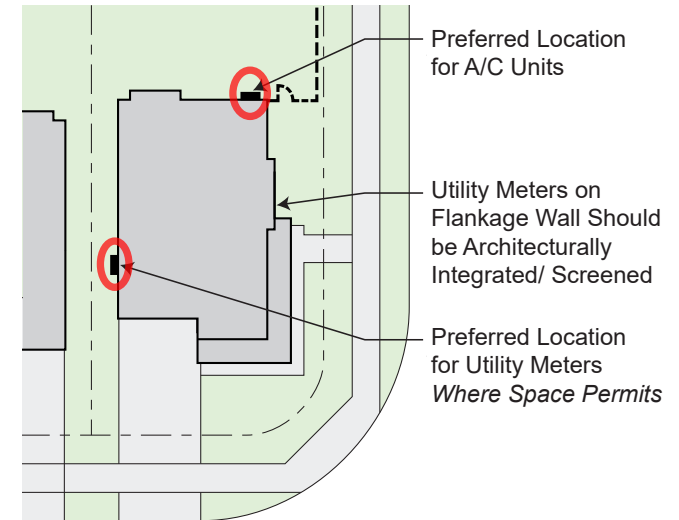 Preferred Location
for A/C Units
Utility Meters on
Flankage Wall Should
be Architecturally
Integrated/ Screened
Preferred Location
for Utility Meters
Where Space Permits